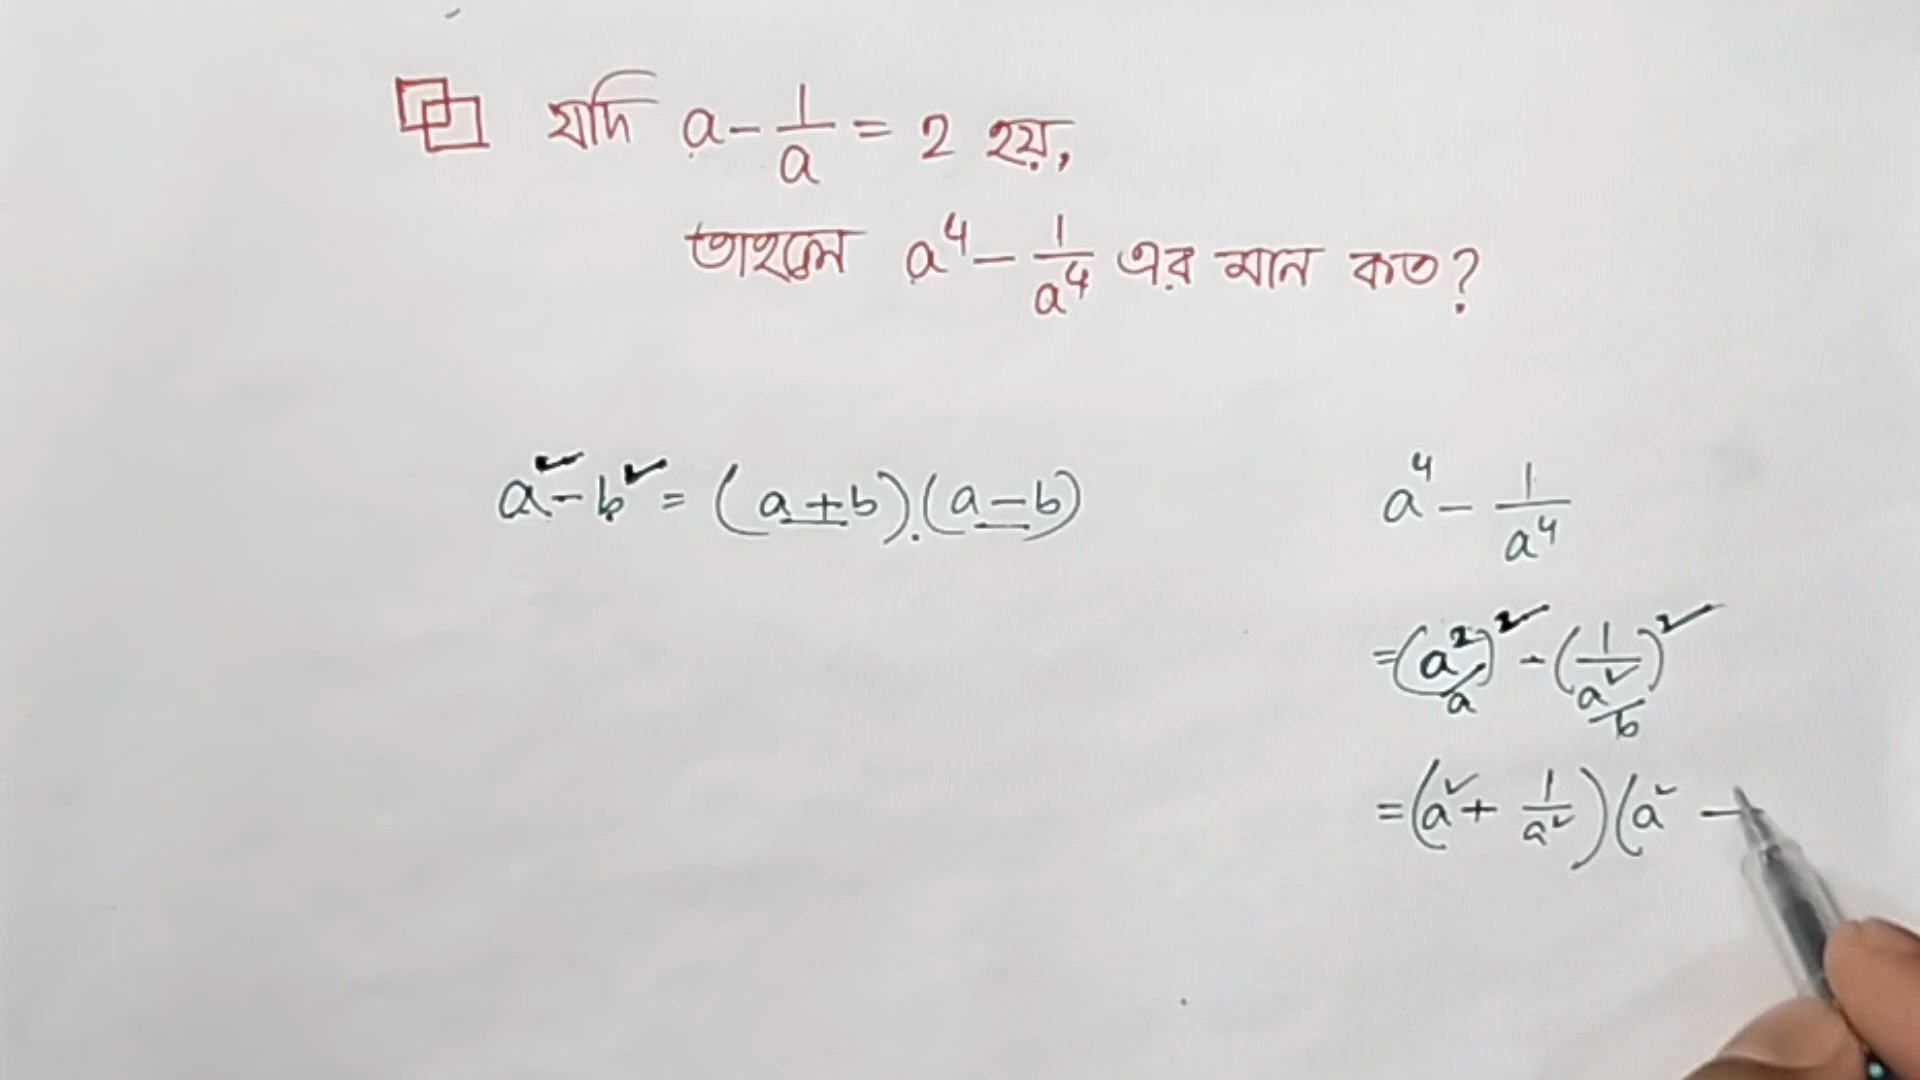 যদি a - 1/a = 2 হয়,
তাহলে a⁴ - 1/a⁴ এর মান কত?
a² - b² = (a + b).(a - b)
a⁴ - 1/a⁴
= (a²)² - (1/a²)²
a b
= (a² + 1/a²)(a² -